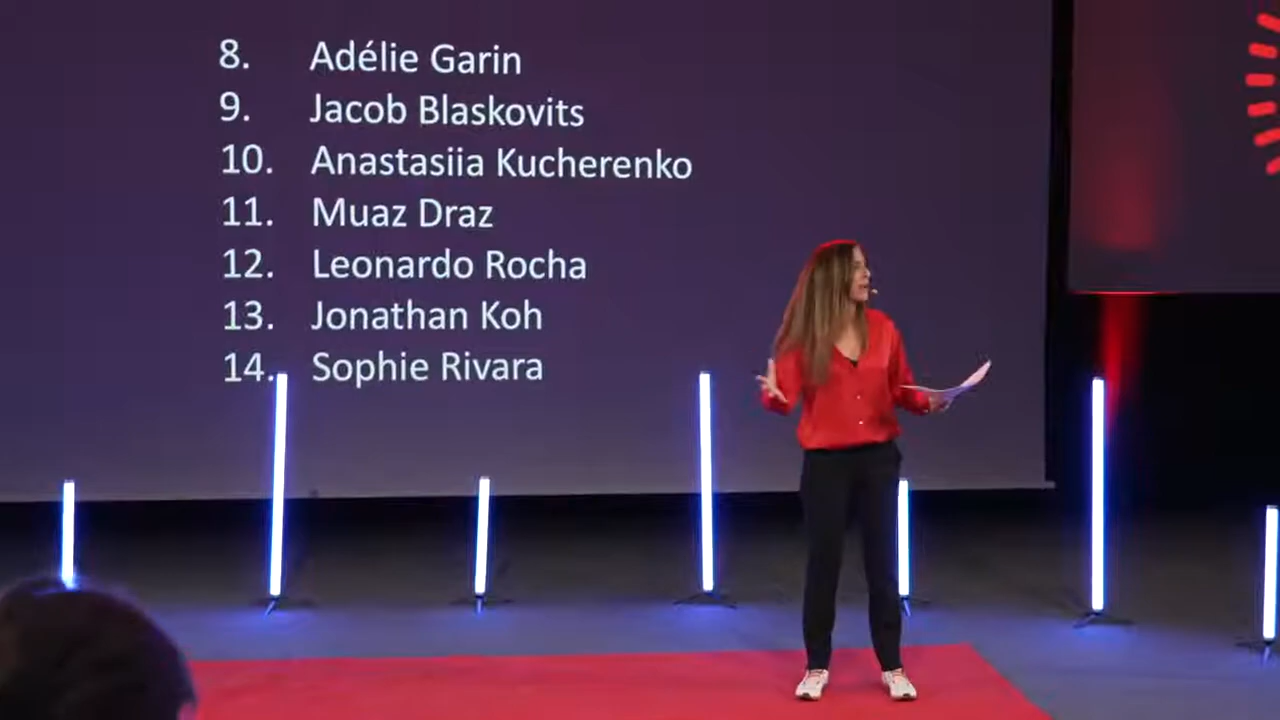 8. Adélie Garin
9. Jacob Blaskovits
10. Anastasiia Kucherenko
11. Muaz Draz
12. Leonardo Rocha
13. Jonathan Koh
14. Sophie Rivara